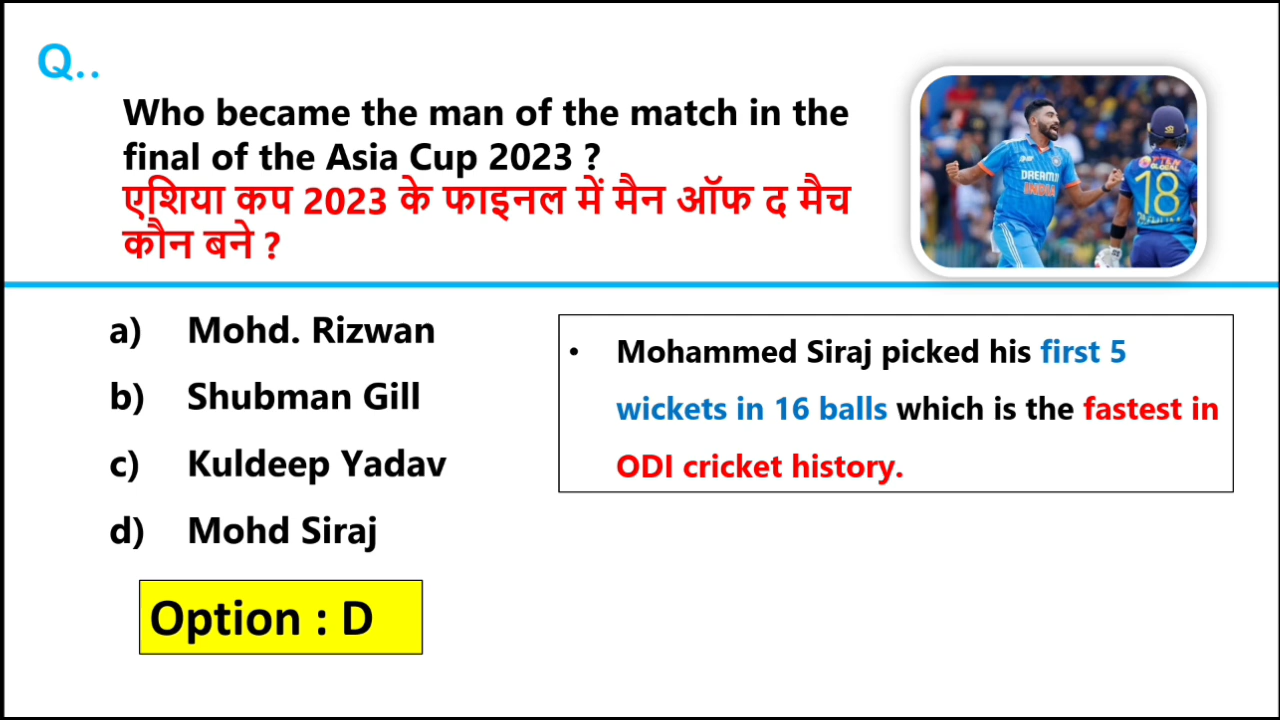 Q..
Who became the man of the match in the
final of the Asia Cup 2023 ?
एशिया कप 2023 के फाइनल में मैन ऑफ द मैच
कौन बने ?
DREAM11
INDIA
18
a) Mohd. Rizwan
b) Shubman Gill
c) Kuldeep Yadav
d) Mohd Siraj
• Mohammed Siraj picked his first 5
wickets in 16 balls which is the fastest in
ODI cricket history.
Option : D